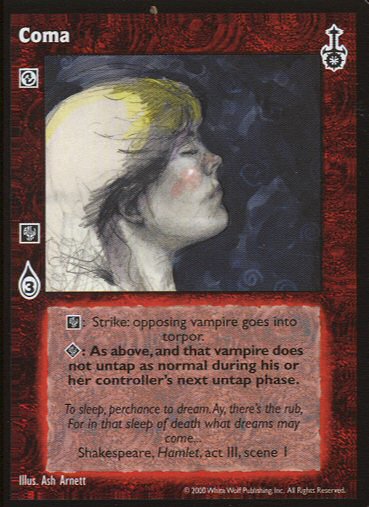 Coma
3
: Strike: opposing vampire goes into
torpor.
: As above, and that vampire does
not untap as normal during his or
her controller's next untap phase.
To sleep, perchance to dream. Ay, there's the rub,
For in that sleep of death what dreams may
come...
Shakespeare, Hamlet, act III, scene 1
Illus. Ash Arnett
© 2000 White Wolf Publishing, Inc. All Rights Reserved.